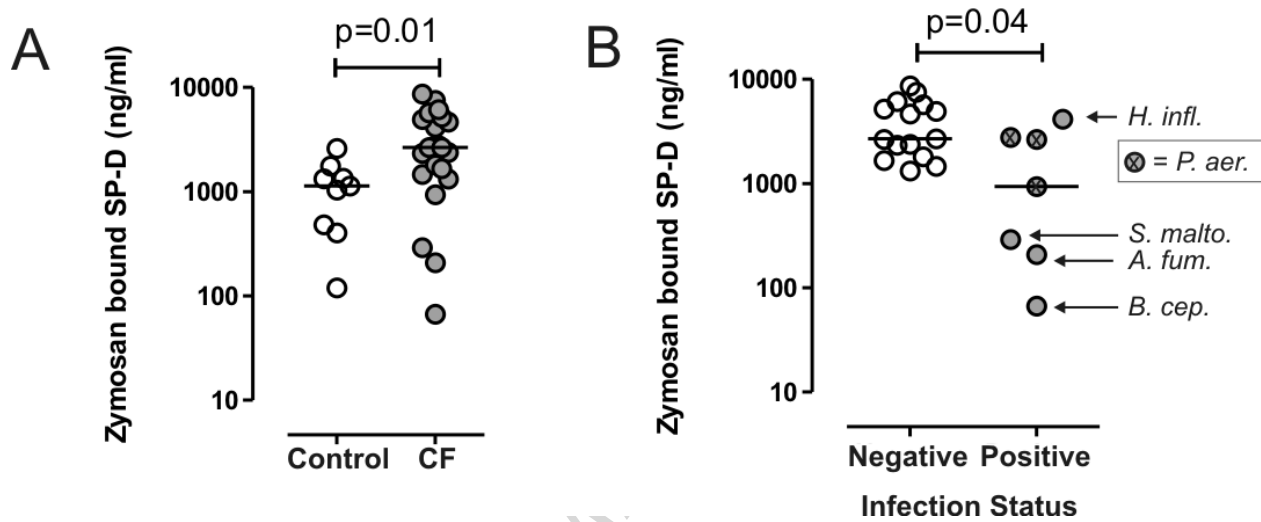 A
p=0.01
Zymosan bound SP-D (ng/ml)
10000
1000
100
10
Control CF
B
p=0.04
Zymosan bound SP-D (ng/ml)
10000
1000
100
10
H. infl.
= P. aer.
S. malto.
A. fum.
B. cep.
Negative Positive
Infection Status